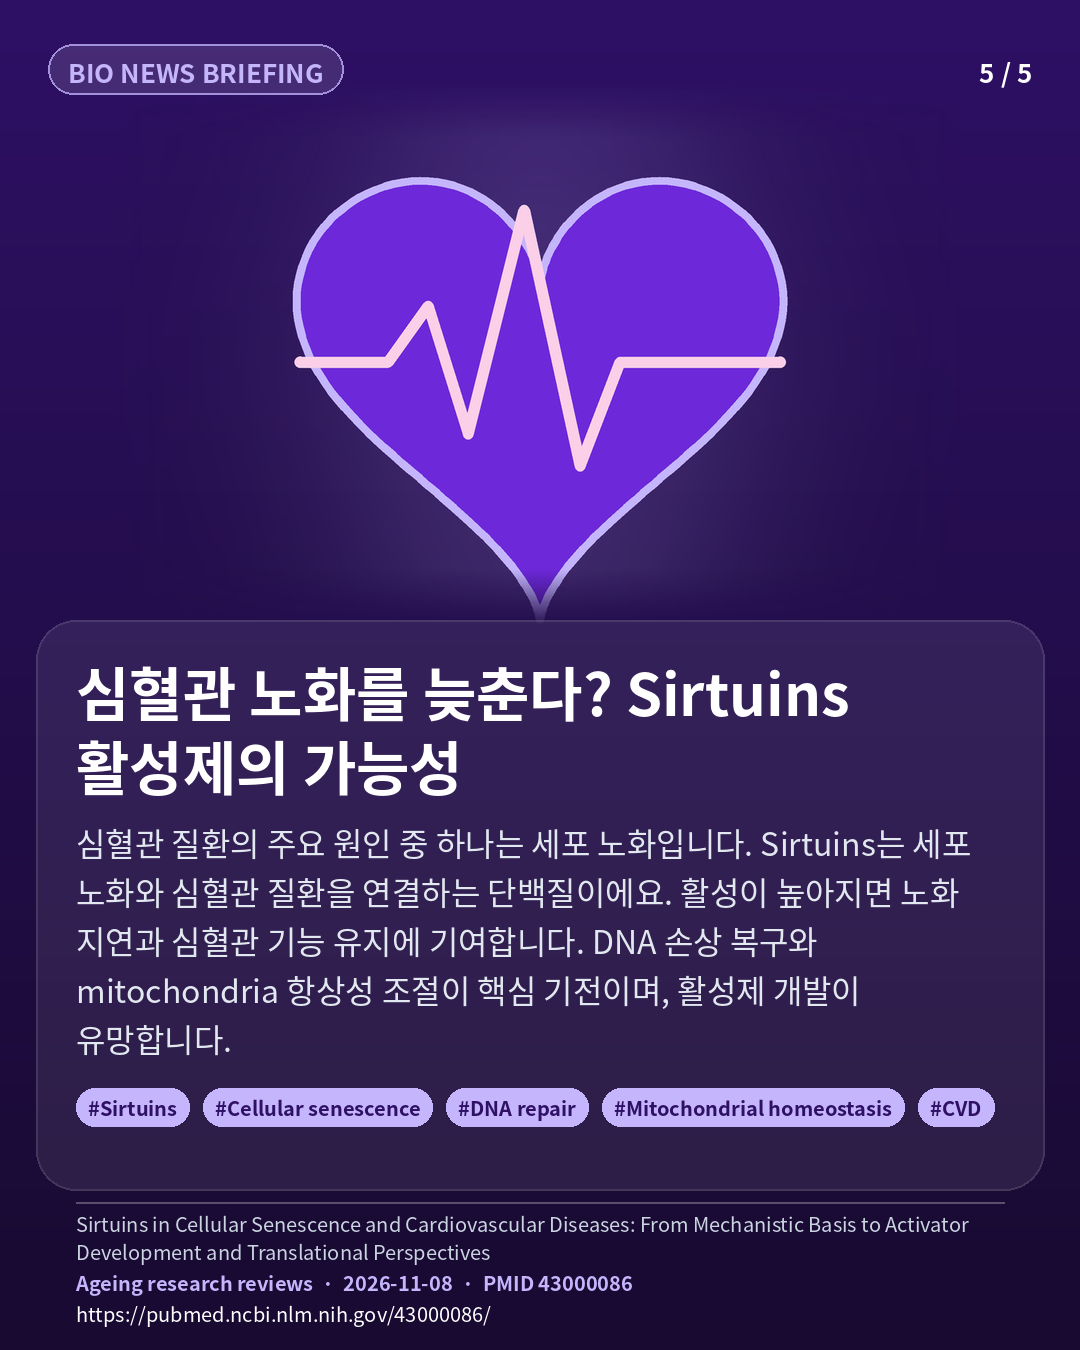 BIO NEWS BRIEFING
5 / 5
심혈관 노화를 늦춘다? Sirtuins
활성제의 가능성
심혈관 질환의 주요 원인 중 하나는 세포 노화입니다. Sirtuins는 세포
노화와 심혈관 질환을 연결하는 단백질이에요. 활성이 높아지면 노화
지연과 심혈관 기능 유지에 기여합니다. DNA 손상 복구와
mitochondria 항상성 조절이 핵심 기전이며, 활성제 개발이
유망합니다.
#Sirtuins #Cellular senescence #DNA repair #Mitochondrial homeostasis #CVD
Sirtuins in Cellular Senescence and Cardiovascular Diseases: From Mechanistic Basis to Activator
Development and Translational Perspectives
Ageing research reviews · 2026-11-08 · PMID 43000086
https://pubmed.ncbi.nlm.nih.gov/43000086/